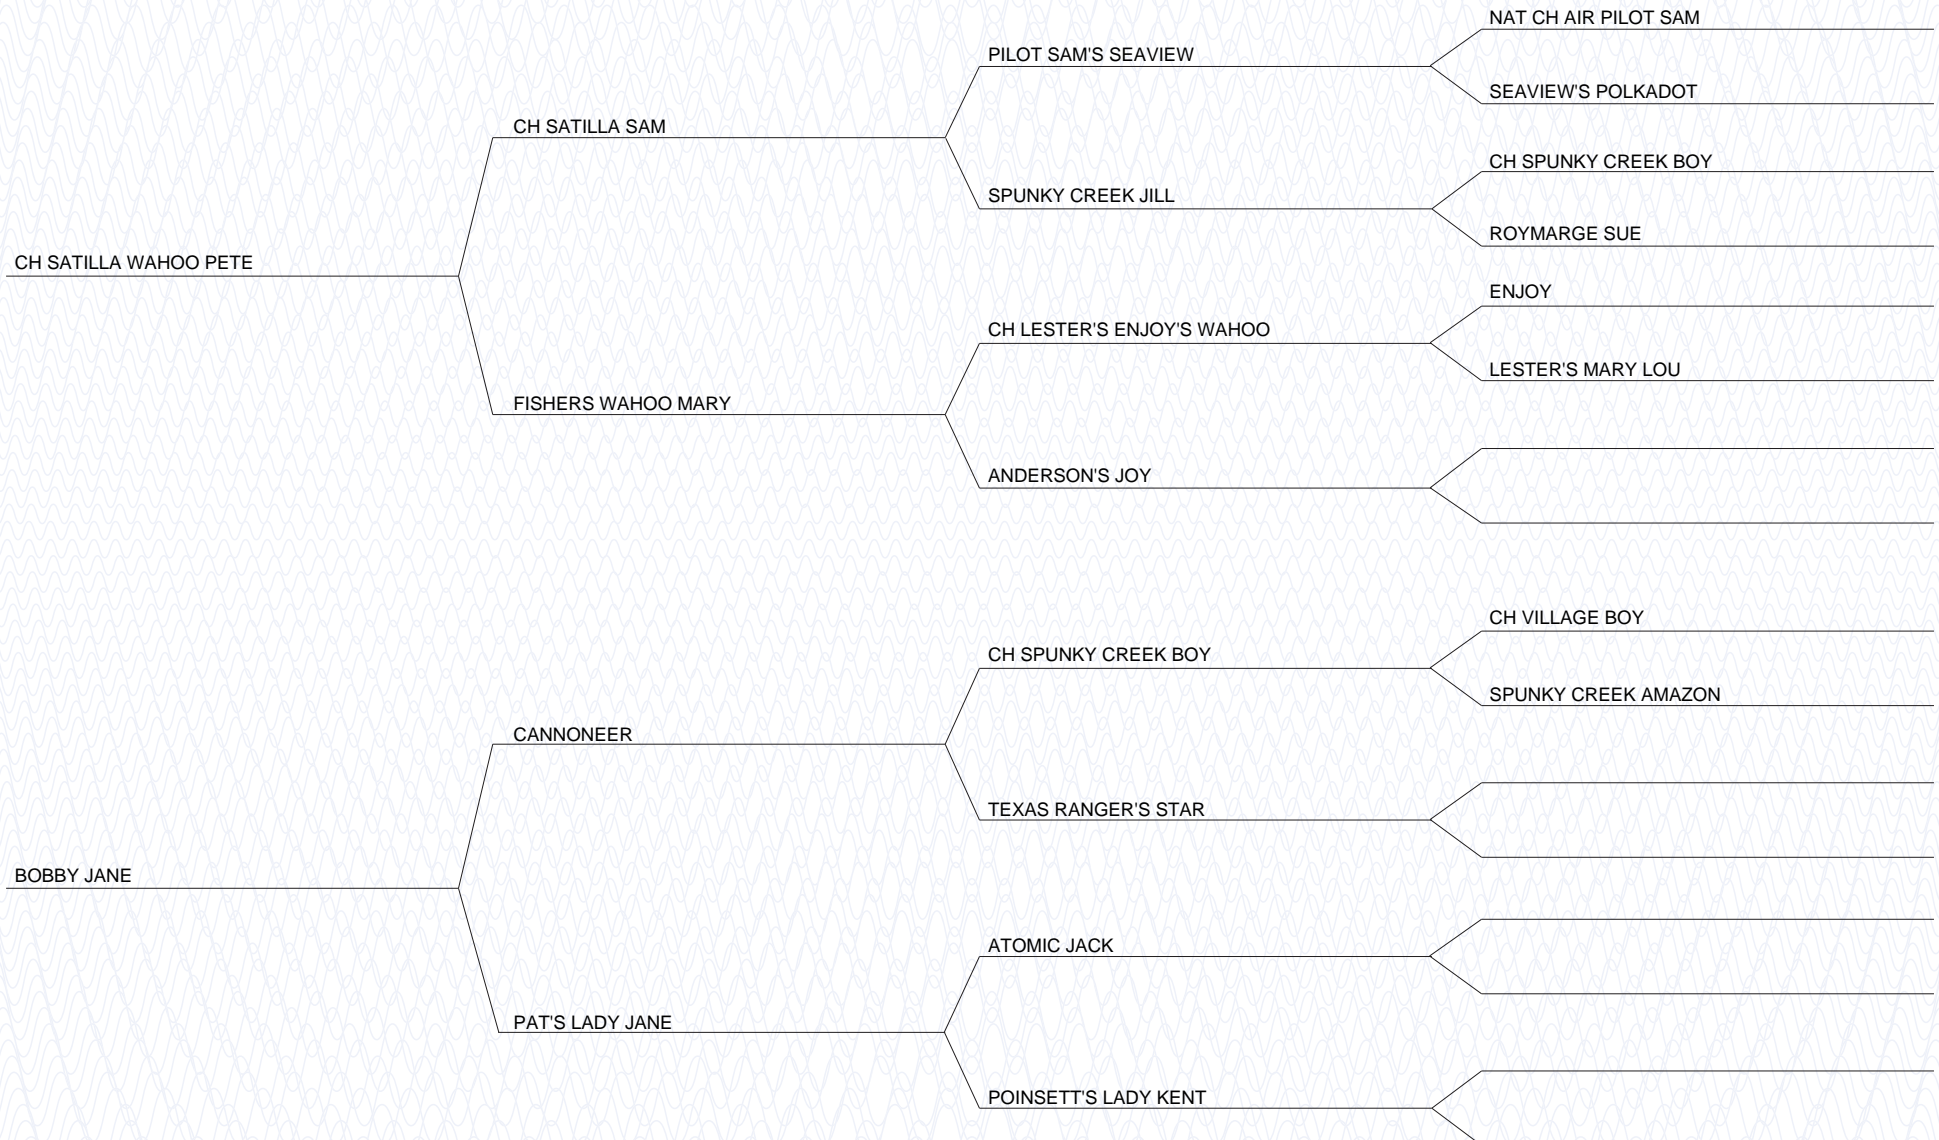 NAT CH AIR PILOT SAM
PILOT SAM'S SEAVIEW
SEAVIEW'S POLKADOT
CH SATILLA SAM
CH SPUNKY CREEK BOY
SPUNKY CREEK JILL
ROYMARGE SUE
CH SATILLA WAHOO PETE
ENJOY
CH LESTER'S ENJOY'S WAHOO
LESTER'S MARY LOU
FISHERS WAHOO MARY
ANDERSON'S JOY
CH VILLAGE BOY
CH SPUNKY CREEK BOY
SPUNKY CREEK AMAZON
CANNONEER
TEXAS RANGER'S STAR
BOBBY JANE
ATOMIC JACK
PAT'S LADY JANE
POINSETT'S LADY KENT